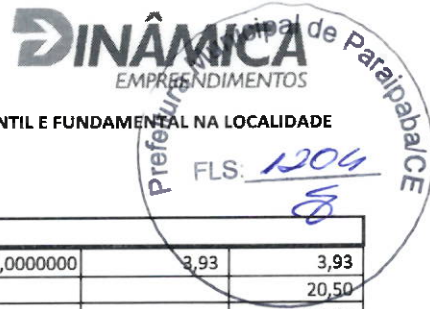 DINÂMICA
EMPREENDIMENTOS
Prefeitura Municipal de Paraipaba/CE
NTIL E FUNDAMENTAL NA LOCALIDADE
FLS: 1204
,0000000 3,93 3,93
20,50